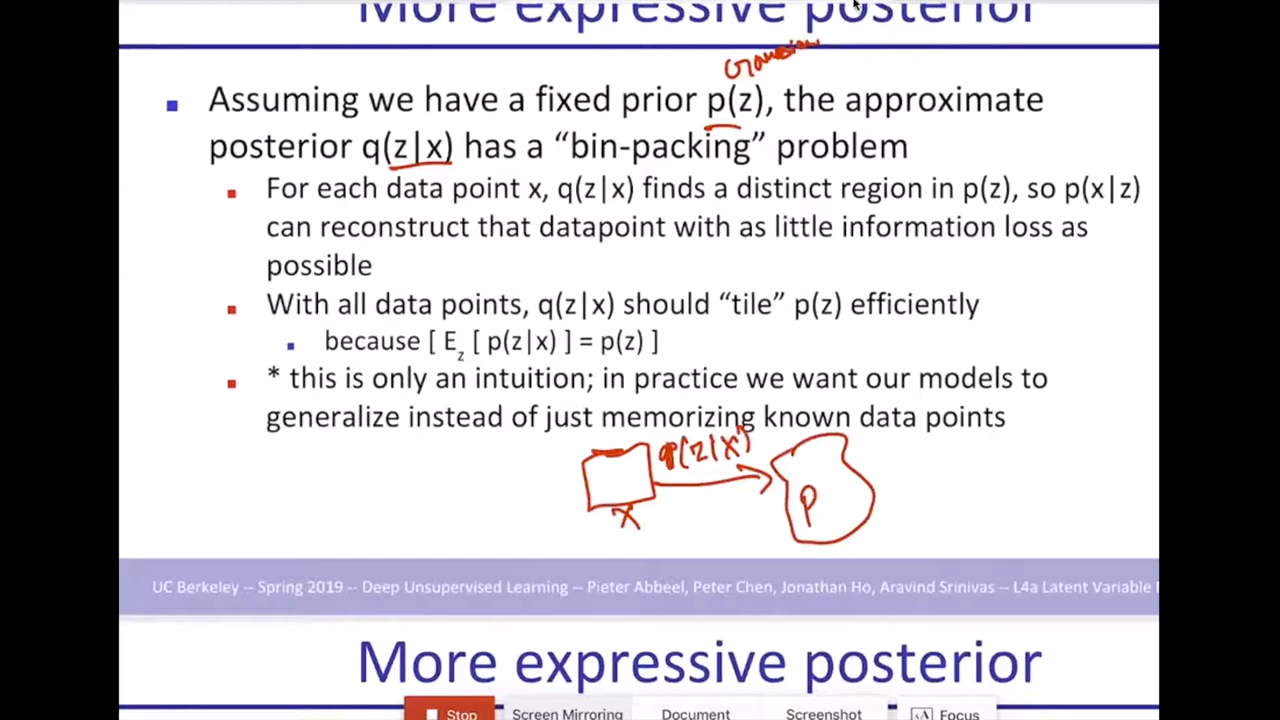 More expressive posterior
Gaussian
Assuming we have a fixed prior p(z), the approximate
posterior q(z|x) has a “bin-packing” problem
For each data point x, q(z|x) finds a distinct region in p(z), so p(x|z)
can reconstruct that datapoint with as little information loss as
possible
With all data points, q(z|x) should “tile” p(z) efficiently
because [ Ez [ p(z|x) ] = p(z) ]
* this is only an intuition; in practice we want our models to
generalize instead of just memorizing known data points
q(z|x)
P
x
UC Berkeley -- Spring 2019 -- Deep Unsupervised Learning -- Pieter Abbeel, Peter Chen, Jonathan Ho, Aravind Srinivas -- L4a Latent Variable
More expressive posterior
Stop Screen Mirroring Document Screenshot Focus